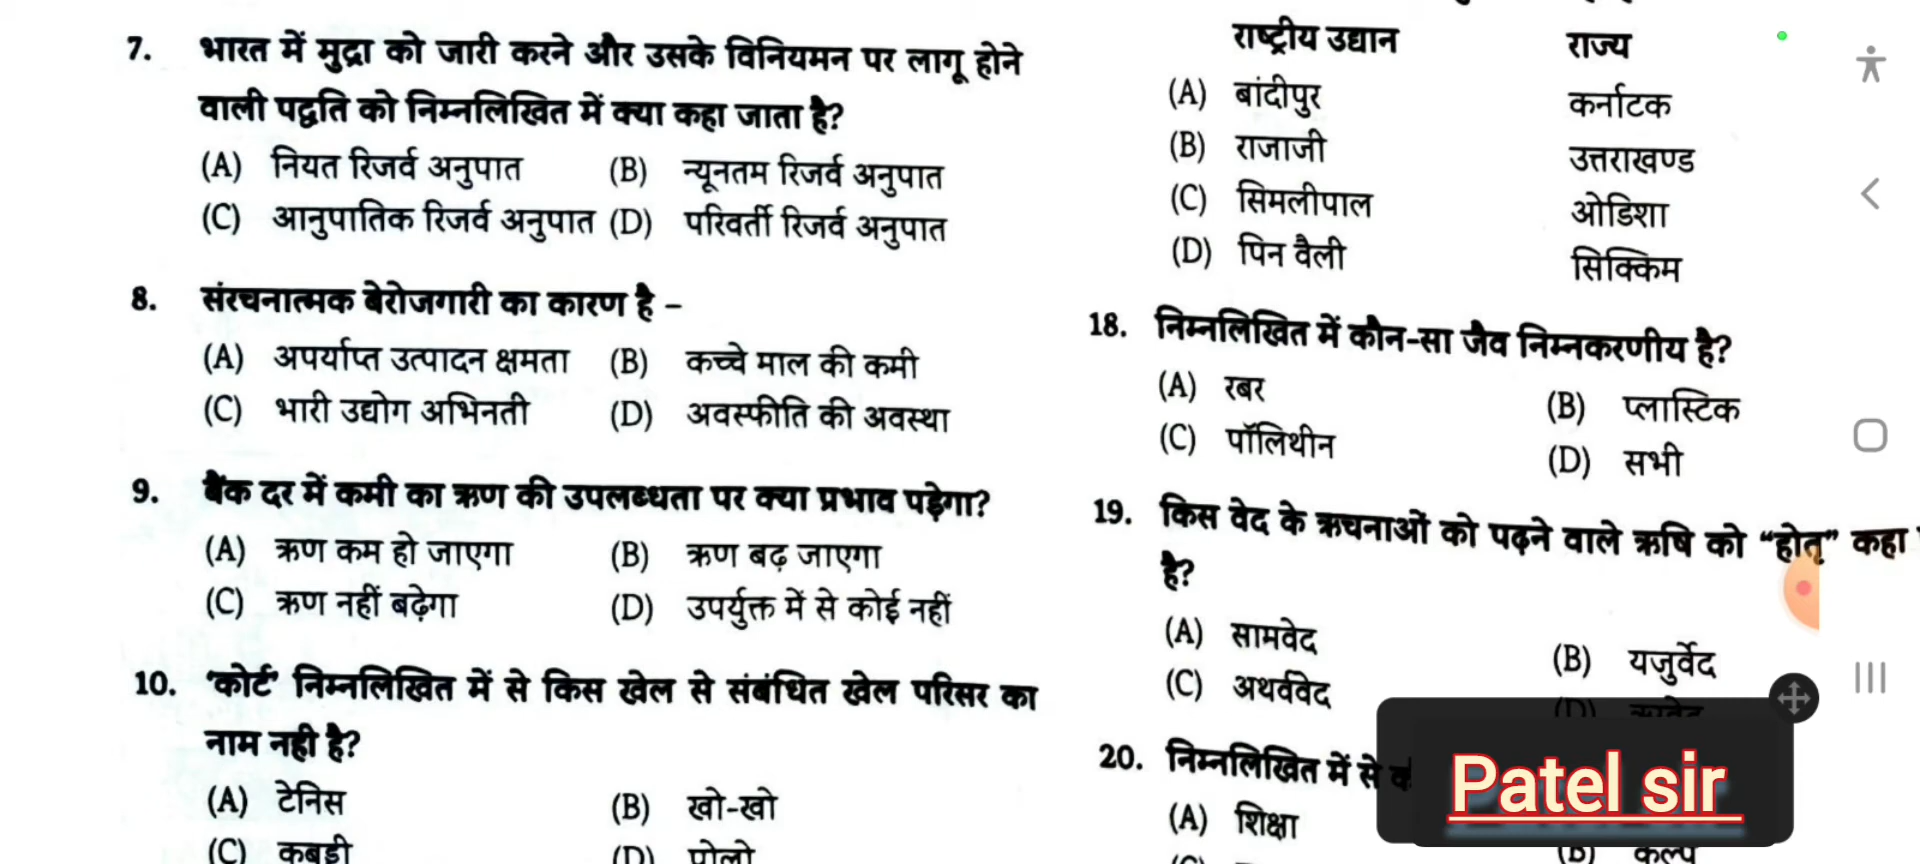 7. भारत में मुद्रा को जारी करने और उसके विनियमन पर लागू होने
वाली पद्धति को निम्नलिखित में क्या कहा जाता है?
(A) नियत रिजर्व अनुपात (B) न्यूनतम रिजर्व अनुपात
(C) आनुपातिक रिजर्व अनुपात (D) परिवर्ती रिजर्व अनुपात
8. संरचनात्मक बेरोजगारी का कारण है –
(A) अपर्याप्त उत्पादन क्षमता (B) कच्चे माल की कमी
(C) भारी उद्योग अभिनती (D) अवस्फीति की अवस्था
9. बैंक दर में कमी का ऋण की उपलब्धता पर क्या प्रभाव पड़ेगा?
(A) ऋण कम हो जाएगा (B) ऋण बढ़ जाएगा
(C) ऋण नहीं बढ़ेगा (D) उपर्युक्त में से कोई नहीं
10. ‘कोर्ट’ निम्नलिखित में से किस खेल से संबंधित खेल परिसर का
नाम नही है?
(A) टेनिस (B) खो-खो
(C) कबड्डी (D) पोलो
राष्ट्रीय उद्यान राज्य
(A) बांदीपुर कर्नाटक
(B) राजाजी उत्तराखण्ड
(C) सिमलीपाल ओडिशा
(D) पिन वैली सिक्किम
18. निम्नलिखित में कौन-सा जैव निम्नकरणीय है?
(A) रबर (B) प्लास्टिक
(C) पॉलिथीन (D) सभी
19. किस वेद के ऋचनाओं को पढ़ने वाले ऋषि को “होतृ” कहा
है?
(A) सामवेद (B) यजुर्वेद
(C) अथर्ववेद (D)
20. निम्नलिखित में से
(A) शिक्षा
(D) कल्प
Patel sir